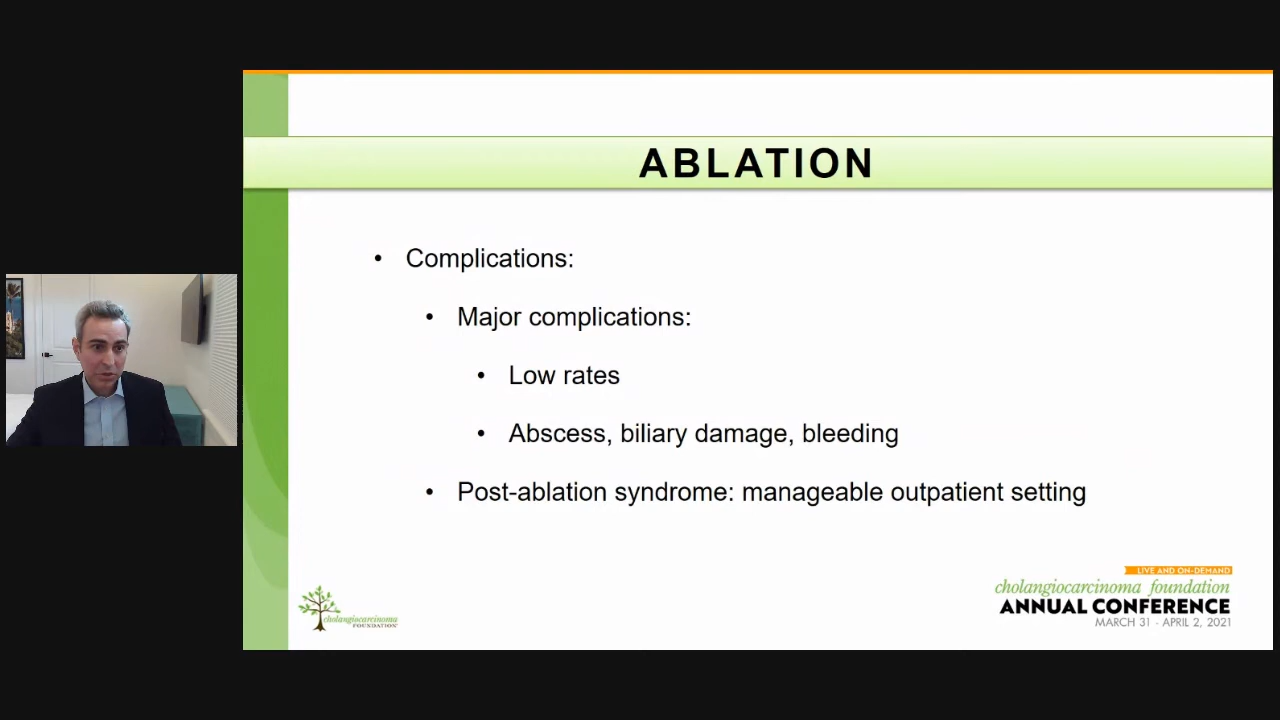 ABLATION
• Complications:
• Major complications:
• Low rates
• Abscess, biliary damage, bleeding
• Post-ablation syndrome: manageable outpatient setting
LIVE AND ON-DEMAND
cholangiocarcinoma foundation
ANNUAL CONFERENCE
MARCH 31 - APRIL 2, 2021
cholangiocarcinoma
FOUNDATION